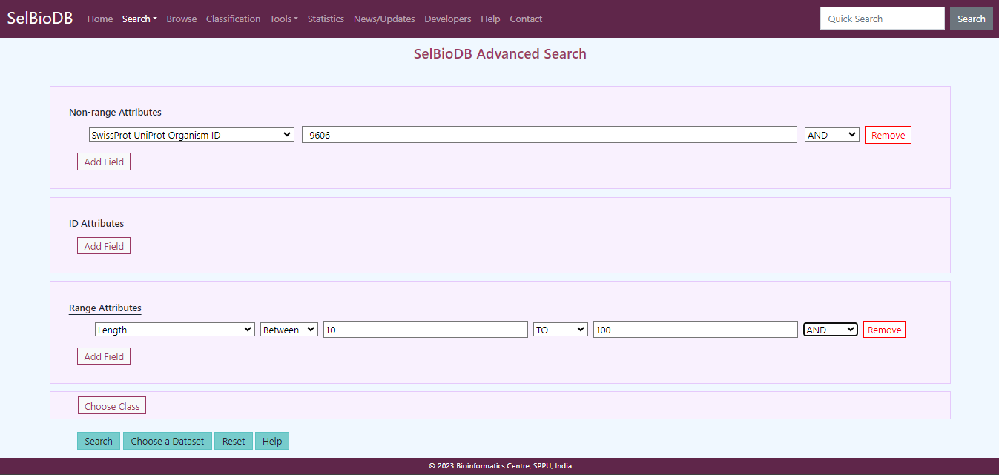 SelBioDB Home Search Browse Classification Tools Statistics News/Updates Developers Help Contact Quick Search Search
SelBioDB Advanced Search
Non-range Attributes
SwissProt UniProt Organism ID 9606 AND Remove
Add Field
ID Attributes
Add Field
Range Attributes
Length Between 10 TO 100 AND Remove
Add Field
Choose Class
Search Choose a Dataset Reset Help
© 2023 Bioinformatics Centre, SPPU, India